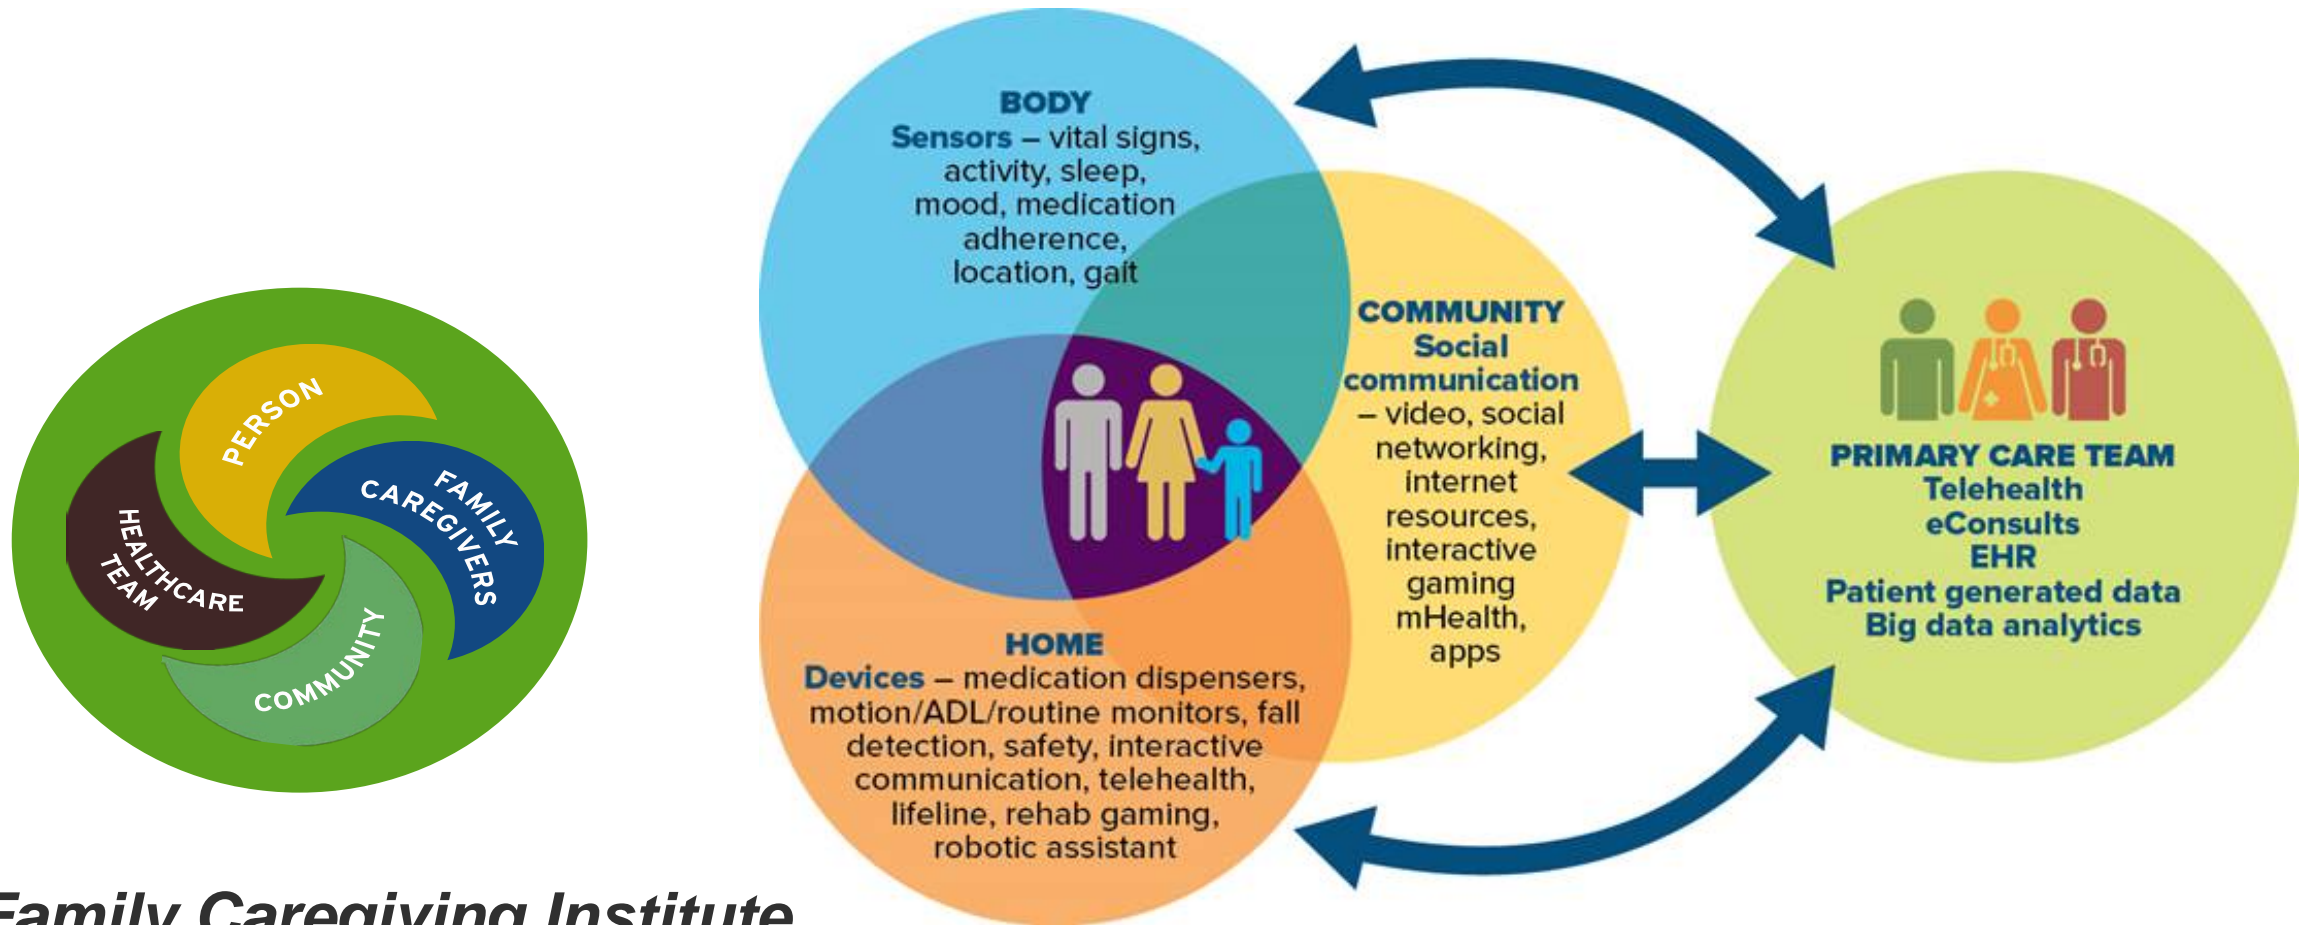 PERSON
FAMILY
CAREGIVERS
HEALTHCARE
TEAM
COMMUNITY
Family Caregiving Institute
BODY
Sensors – vital signs,
activity, sleep,
mood, medication
adherence,
location, gait
COMMUNITY
Social
communication
– video, social
networking,
internet
resources,
interactive
gaming
mHealth,
apps
HOME
Devices – medication dispensers,
motion/ADL/routine monitors, fall
detection, safety, interactive
communication, telehealth,
lifeline, rehab gaming,
robotic assistant
PRIMARY CARE TEAM
Telehealth
eConsults
EHR
Patient generated data
Big data analytics